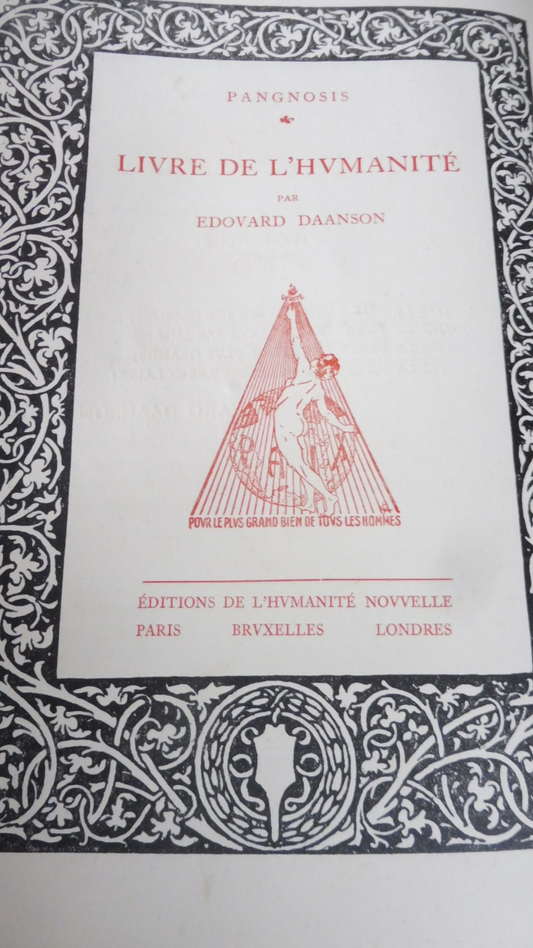 PANGNOSIS
LIVRE DE L'HVMANITÉ
PAR
EDOVARD DAANSON
VÉRITÉ
POVR LE PLVS GRAND BIEN DE TOVS LES HOMMES
ÉDITIONS DE L'HVMANITÉ NOVVELLE
PARIS BRVXELLES LONDRES